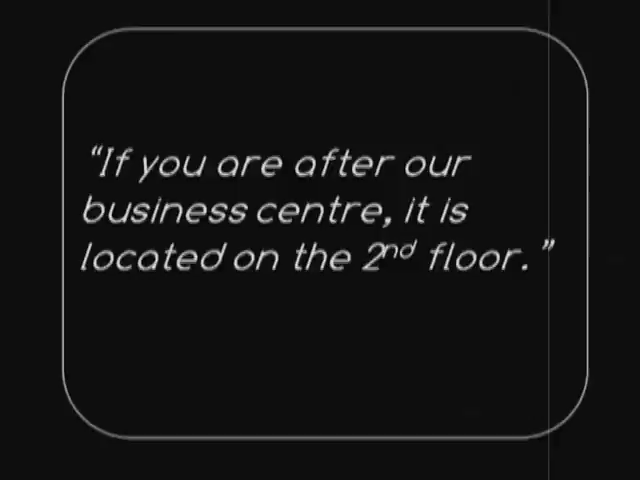 “If you are after our
business centre, it is
located on the 2nd floor.”